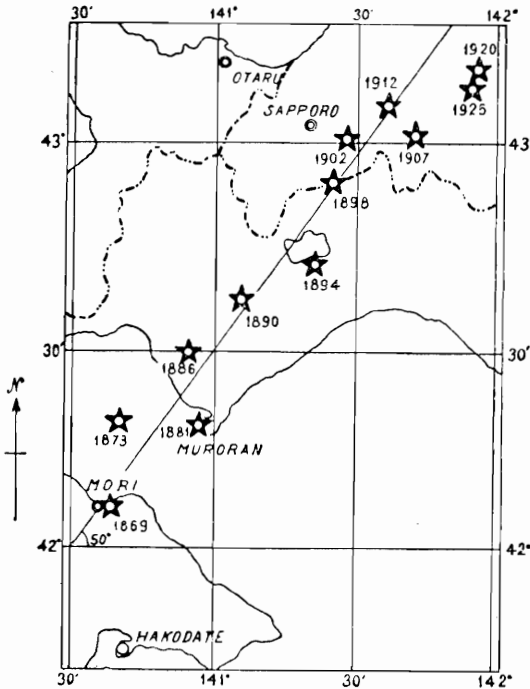 30′ 141° 30′ 142°
1920
OTARU
1912
SAPPORO
1925
43° 43°
1902 1907
1898
1894
1890
30′ 30′
1886
N
1873 1881
MURORAN
MORI
1869
42° 50° 42°
HAKODATE
30′ 141° 30′ 142°